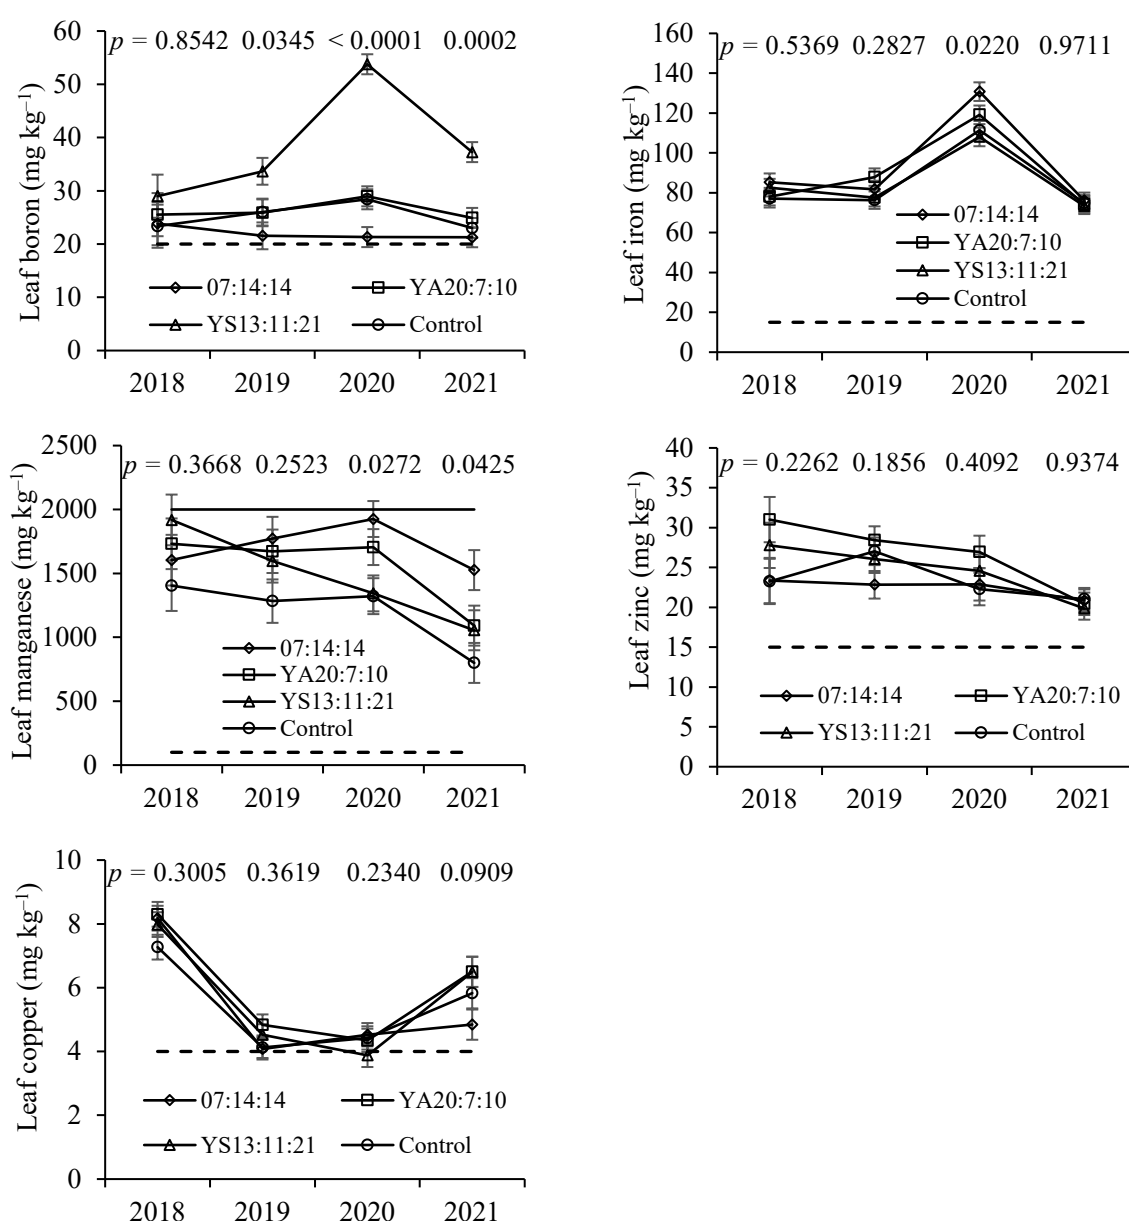 Leaf boron (mg kg⁻¹)
p = 0.8542 0.0345 < 0.0001 0.0002
60
50
40
30
20
10
0
07:14:14 YA20:7:10
YS13:11:21 Control
2018 2019 2020 2021
Leaf iron (mg kg⁻¹)
p = 0.5369 0.2827 0.0220 0.9711
160
140
120
100
80
60
40
20
0
07:14:14
YA20:7:10
YS13:11:21
Control
2018 2019 2020 2021
Leaf manganese (mg kg⁻¹)
p = 0.3668 0.2523 0.0272 0.0425
2500
2000
1500
1000
500
0
07:14:14
YA20:7:10
YS13:11:21
Control
2018 2019 2020 2021
Leaf zinc (mg kg⁻¹)
p = 0.2262 0.1856 0.4092 0.9374
40
35
30
25
20
15
10
5
0
07:14:14 YA20:7:10
YS13:11:21 Control
2018 2019 2020 2021
Leaf copper (mg kg⁻¹)
p = 0.3005 0.3619 0.2340 0.0909
10
8
6
4
2
0
07:14:14 YA20:7:10
YS13:11:21 Control
2018 2019 2020 2021